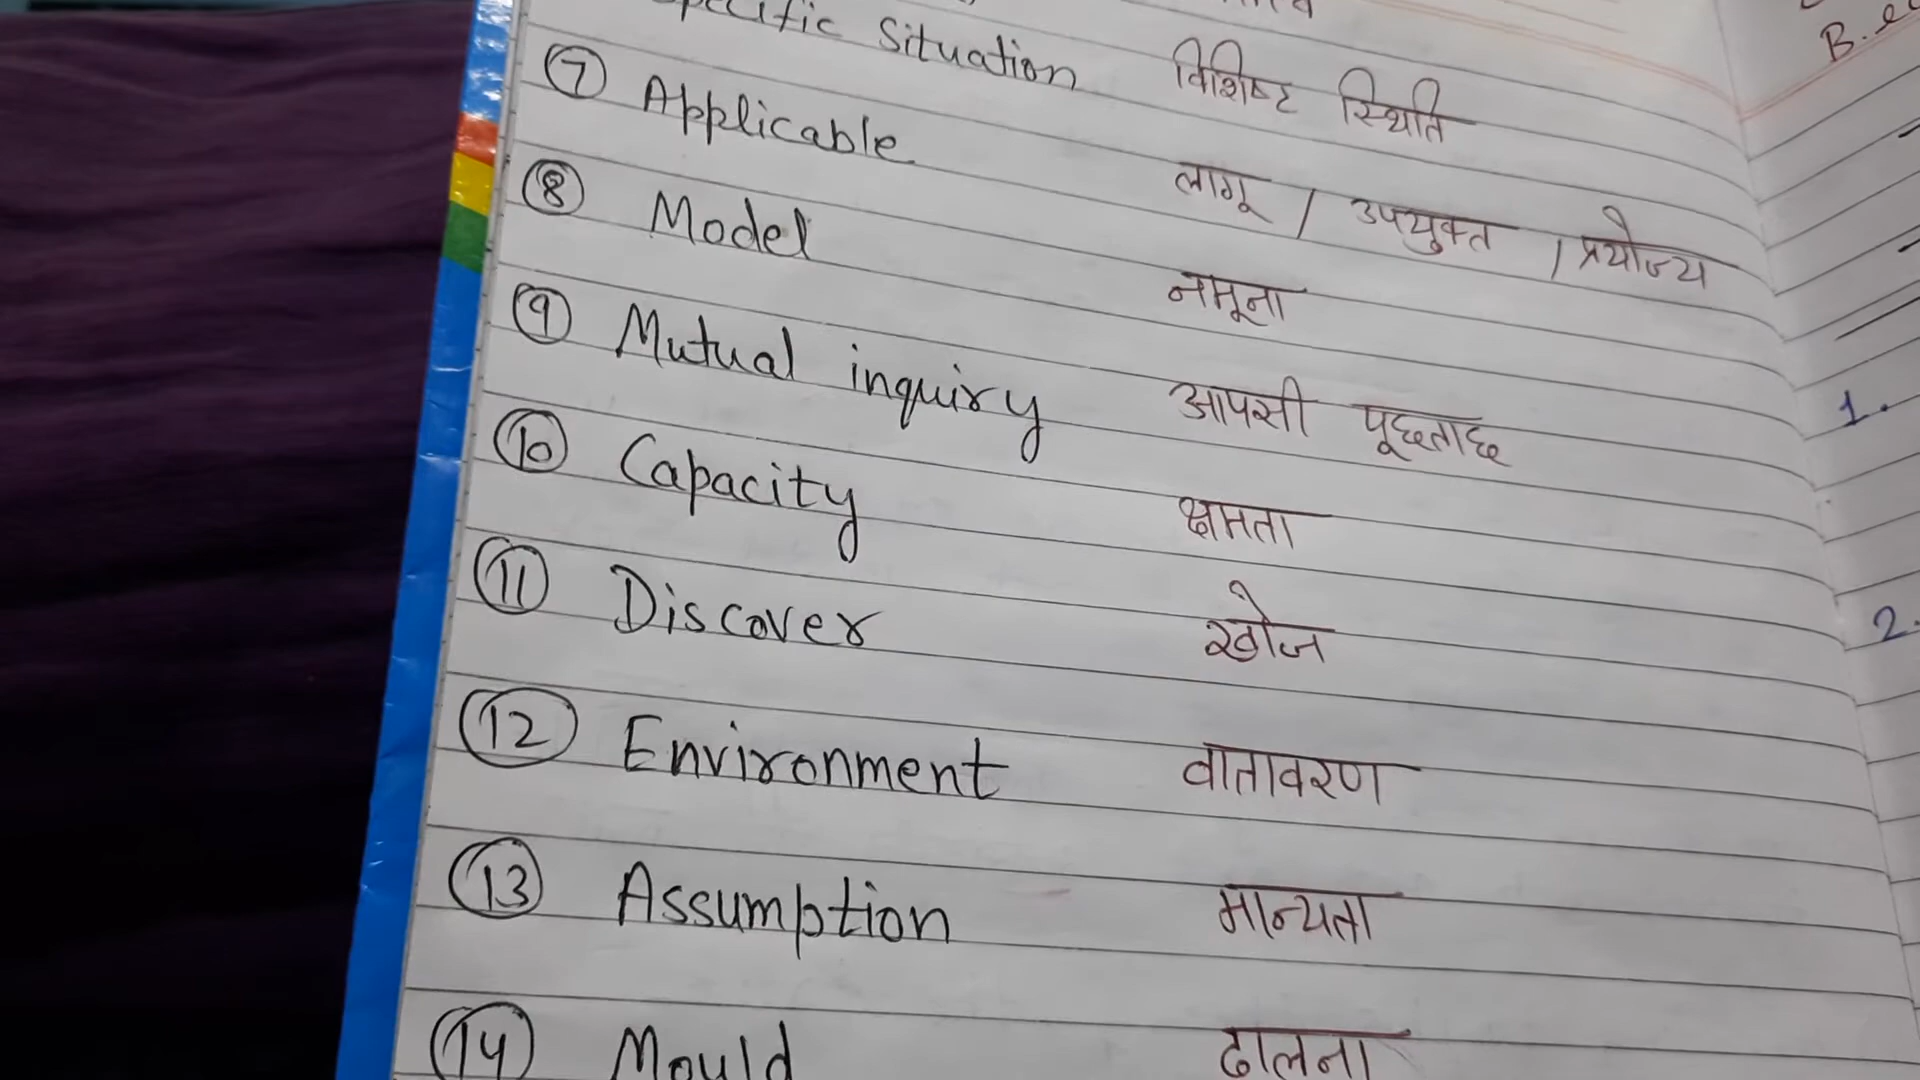 Specific Situation विशिष्ट स्थिति
7 Applicable लागू / उपयुक्त / प्रयोज्य
8 Model नमूना
9 Mutual inquiry आपसी पूछताछ
10 Capacity क्षमता
11 Discover खोज
12 Environment वातावरण
13 Assumption मान्यता
14 Mould ढालना
B.
1.
2.